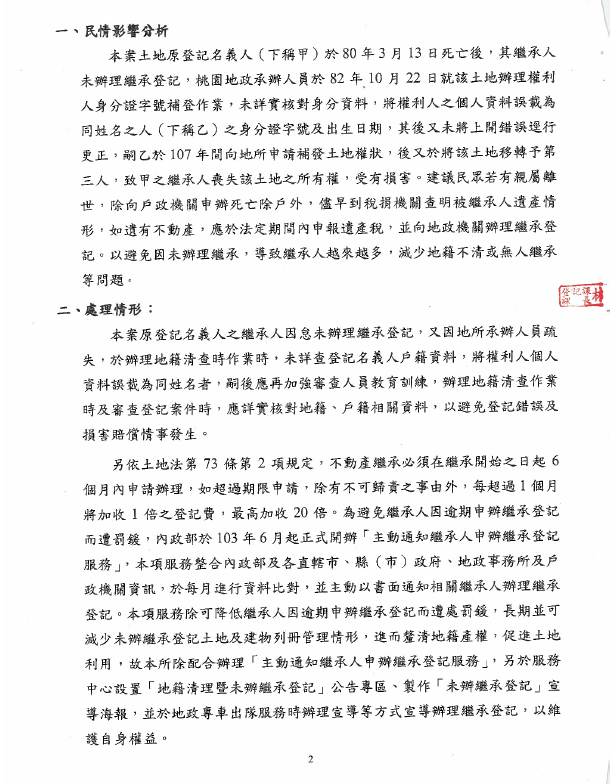 一、民情影響分析
本案土地原登記名義人（下稱甲）於 80 年 3 月 13 日死亡後，其繼承人
未辦理繼承登記，桃園地政承辦人員於 82 年 10 月 22 日就該土地辦理權利
人身分證字號補登作業，未詳實核對身分資料，將權利人之個人資料誤載為
同姓名之人（下稱乙）之身分證字號及出生日期，其後又未將上開錯誤逕行
更正，嗣乙於 107 年間向地所申請補發土地權狀，後又於將該土地移轉予第
三人，致甲之繼承人喪失該土地之所有權，受有損害。建議民眾若有親屬離
世，除向戶政機關申辦死亡除戶外，儘早到稅捐機關查明被繼承人遺產情
形，如遺有不動產，應於法定期間內申報遺產稅，並向地政機關辦理繼承登
記。以避免因未辦理繼承，導致繼承人越來越多，減少地籍不清或無人繼承
等問題。
二、處理情形：
本案原登記名義人之繼承人因怠未辦理繼承登記，又因地所承辦人員疏
失，於辦理地籍清查時作業時，未詳查登記名義人戶籍資料，將權利人個人
資料誤載為同姓名者，嗣後應再加強審查人員教育訓練，辦理地籍清查作業
時及審查登記案件時，應詳實核對地籍、戶籍相關資料，以避免登記錯誤及
損害賠償情事發生。
另依土地法第 73 條第 2 項規定，不動產繼承必須在繼承開始之日起 6
個月內申請辦理，如超過期限申請，除有不可歸責之事由外，每超過 1 個月
將加收 1 倍之登記費，最高加收 20 倍。為避免繼承人因逾期申辦繼承登記
而遭罰鍰，內政部於 103 年 6 月起正式開辦「主動通知繼承人申辦繼承登記
服務」，本項服務整合內政部及各直轄市、縣（市）政府、地政事務所及戶
政機關資訊，於每月進行資料比對，並主動以書面通知相關繼承人辦理繼承
登記。本項服務除可降低繼承人因逾期申辦繼承登記而遭處罰鍰，長期並可
減少未辦繼承登記土地及建物列冊管理情形，進而釐清地籍產權，促進土地
利用，故本所除配合辦理「主動通知繼承人申辦繼承登記服務」，另於服務
中心設置「地籍清理暨未辦繼承登記」公告專區、製作「未辦繼承登記」宣
導海報，並於地政專車出隊服務時辦理宣導等方式宣導辦理繼承登記，以維
護自身權益。
登記課
課長林
2